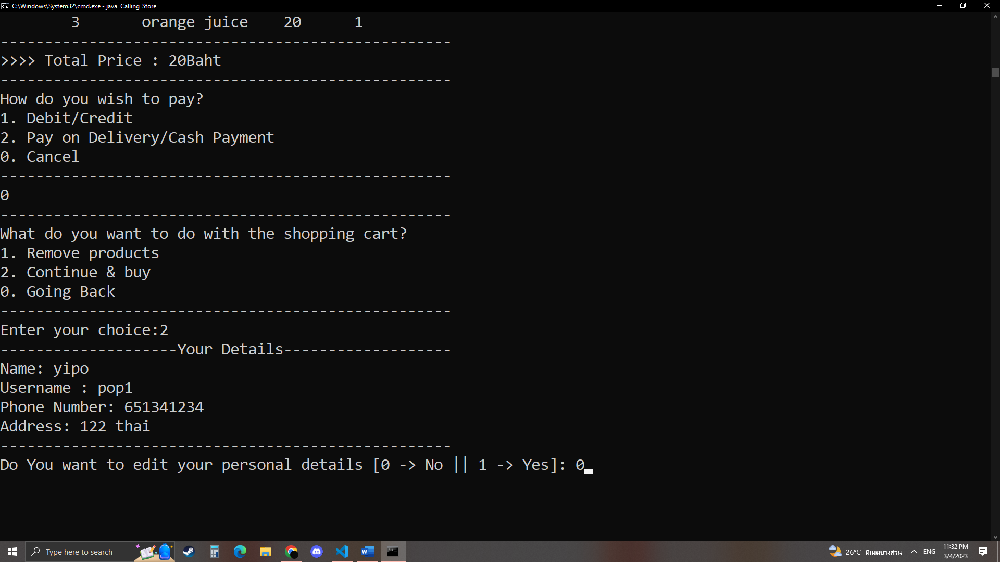 C:\Windows\System32\cmd.exe - java Calling_Store
3 orange juice 20 1
---------------------------------------------------
>>>> Total Price : 20Baht
---------------------------------------------------
How do you wish to pay?
1. Debit/Credit
2. Pay on Delivery/Cash Payment
0. Cancel
---------------------------------------------------
0
---------------------------------------------------
What do you want to do with the shopping cart?
1. Remove products
2. Continue & buy
0. Going Back
---------------------------------------------------
Enter your choice:2
--------------------Your Details-------------------
Name: yipo
Username : pop1
Phone Number: 651341234
Address: 122 thai
---------------------------------------------------
Do You want to edit your personal details [0 -> No || 1 -> Yes]: 0
Type here to search
26°C มีเมฆบางส่วน
ENG
11:32 PM
3/4/2023